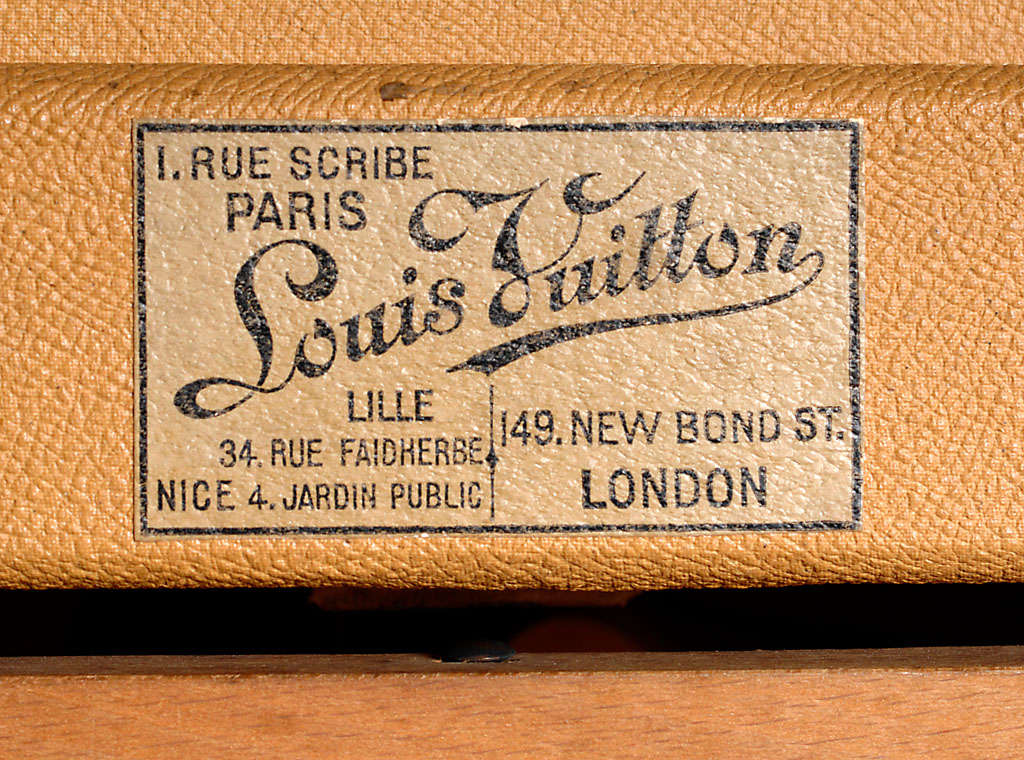 1. RUE SCRIBE
PARIS
Louis Vuitton
LILLE
34. RUE FAIDHERBE
NICE 4. JARDIN PUBLIC
149. NEW BOND ST.
LONDON